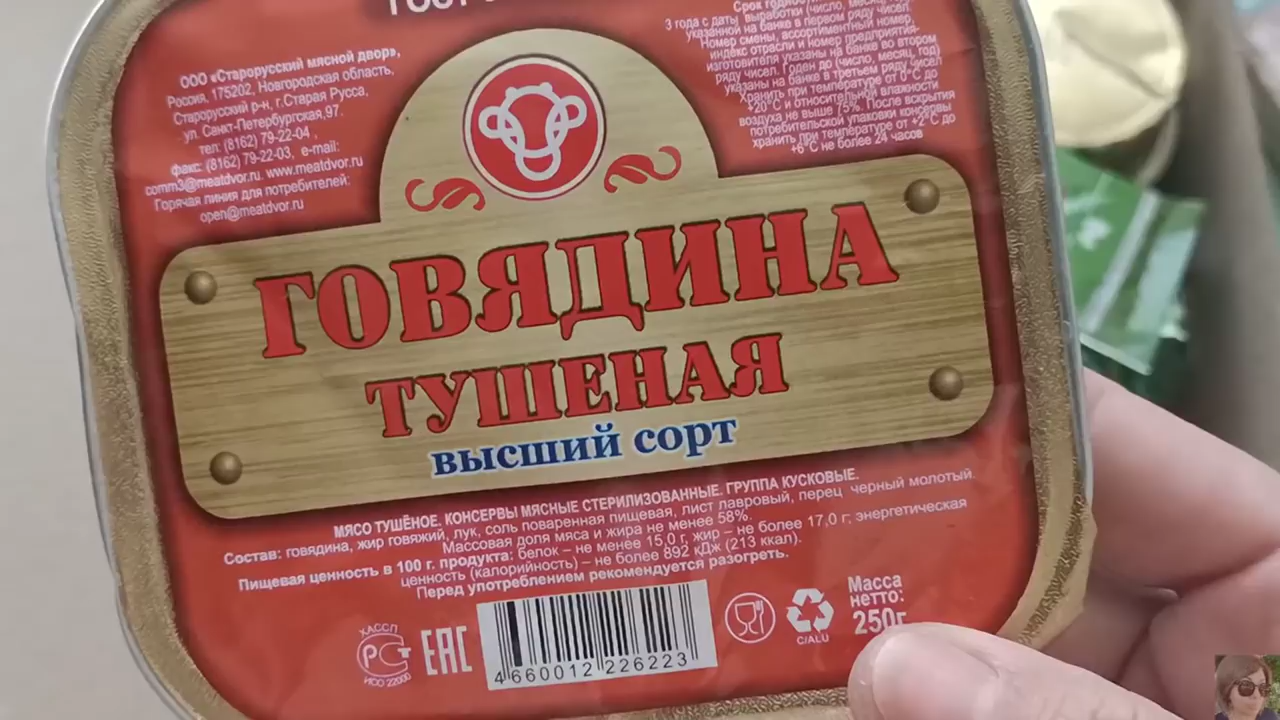 ГОСТ
ООО «Старорусский мясной двор»,
Россия, 175202, Новгородская область,
Старорусский р-н, г.Старая Русса,
ул. Санкт-Петербургская,97.
тел: (8162) 79-22-04 ,
факс: (8162) 79-22-03, e-mail:
comm3@meatdvor.ru. www.meatdvor.ru
Горячая линия для потребителей:
open@meatdvor.ru
Срок
3 года с даты выработки (число, месяц,
указанной на банке в первом ряду чисел.
Номер смены, ассортиментный номер,
индекс отрасли и номер предприятия-
изготовителя указаны на банке во втором
ряду чисел. Годен до (число, месяц, год)
указаны на банке в третьем ряду чисел.
Хранить при температуре от 0°С до
+20°С и относительной влажности
воздуха не выше 75%. После вскрытия
потребительской упаковки консервы
хранить при температуре от +2°С до
+6°С не более 24 часов
ГОВЯДИНА
ТУШЕНАЯ
высший сорт
МЯСО ТУШЁНОЕ. КОНСЕРВЫ МЯСНЫЕ СТЕРИЛИЗОВАННЫЕ. ГРУППА КУСКОВЫЕ.
Состав: говядина, жир говяжий, лук, соль поваренная пищевая, лист лавровый, перец черный молотый.
Массовая доля мяса и жира не менее 58%.
Пищевая ценность в 100 г. продукта: белок – не менее 15,0 г, жир – не более 17,0 г; энергетическая
ценность (калорийность) – не более 892 кДж (213 ккал).
Перед употреблением рекомендуется разогреть.
ХАССП
РСТ
ИСО 22000
ЕАС
4 660012 226223
C/ALU
Масса
нетто:
250г